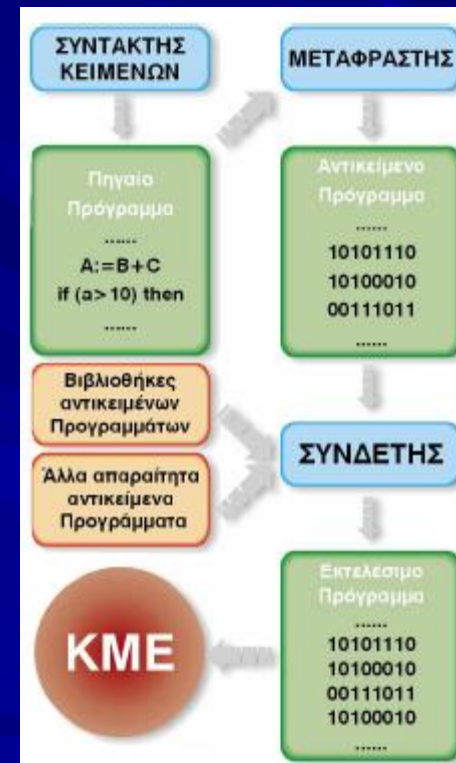 ΣΥΝΤΑΚΤΗΣ
ΚΕΙΜΕΝΩΝ
Πηγαίο
Πρόγραμμα
......
A:=B+C
if (a>10) then
......
ΜΕΤΑΦΡΑΣΤΗΣ
Αντικείμενο
Πρόγραμμα
......
10101110
10100010
00111011
......
Βιβλιοθήκες
αντικειμένων
Προγραμμάτων
Άλλα απαραίτητα
αντικείμενα
Προγράμματα
ΣΥΝΔΕΤΗΣ
Εκτελέσιμο
Πρόγραμμα
......
10101110
10100010
00111011
10100010
......
ΚΜΕ